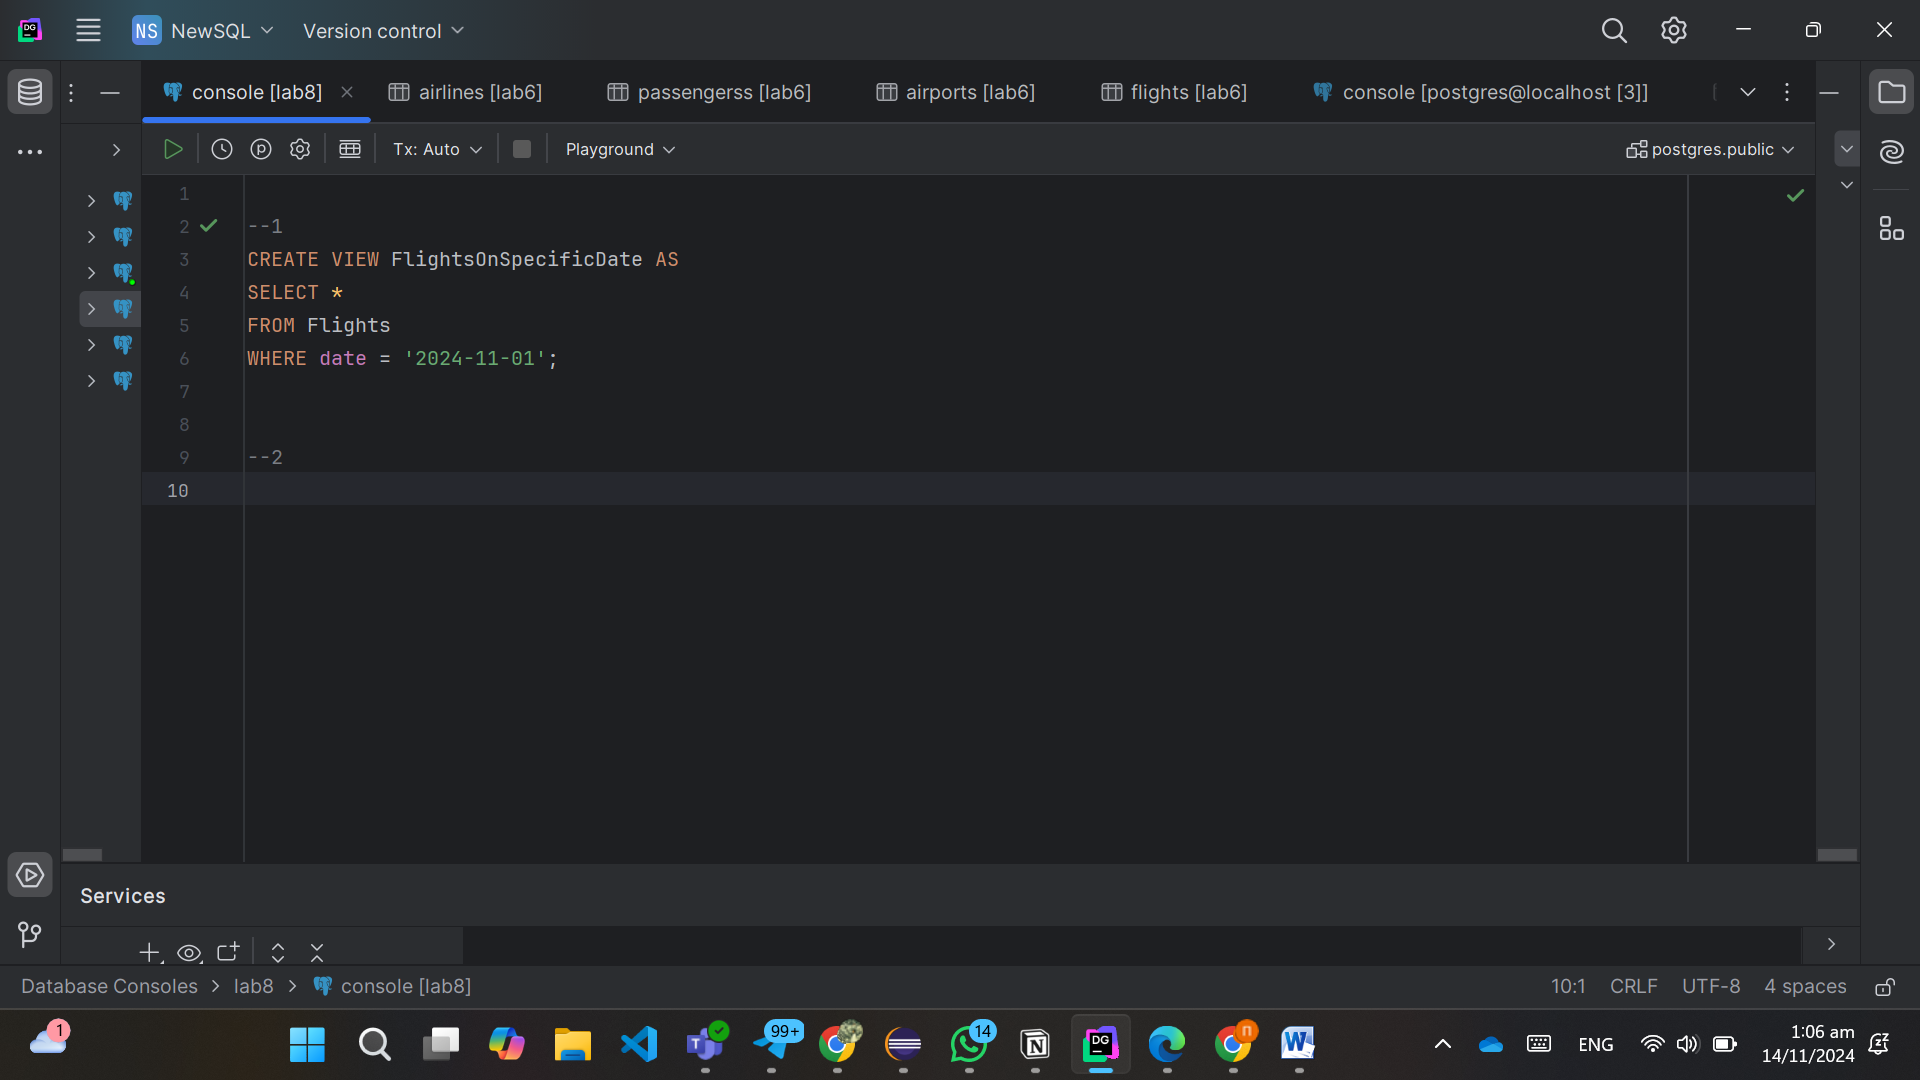 DG
NS NewSQL Version control
console [lab8] airlines [lab6] passengerss [lab6] airports [lab6] flights [lab6] console [postgres@localhost [3]]
Tx: Auto Playground postgres.public
1
2 --1
3 CREATE VIEW FlightsOnSpecificDate AS
4 SELECT *
5 FROM Flights
6 WHERE date = '2024-11-01';
7
8
9 --2
10
Services
Database Consoles > lab8 > console [lab8] 10:1 CRLF UTF-8 4 spaces
1 99+ 14 DG n W ENG 1:06 am
14/11/2024